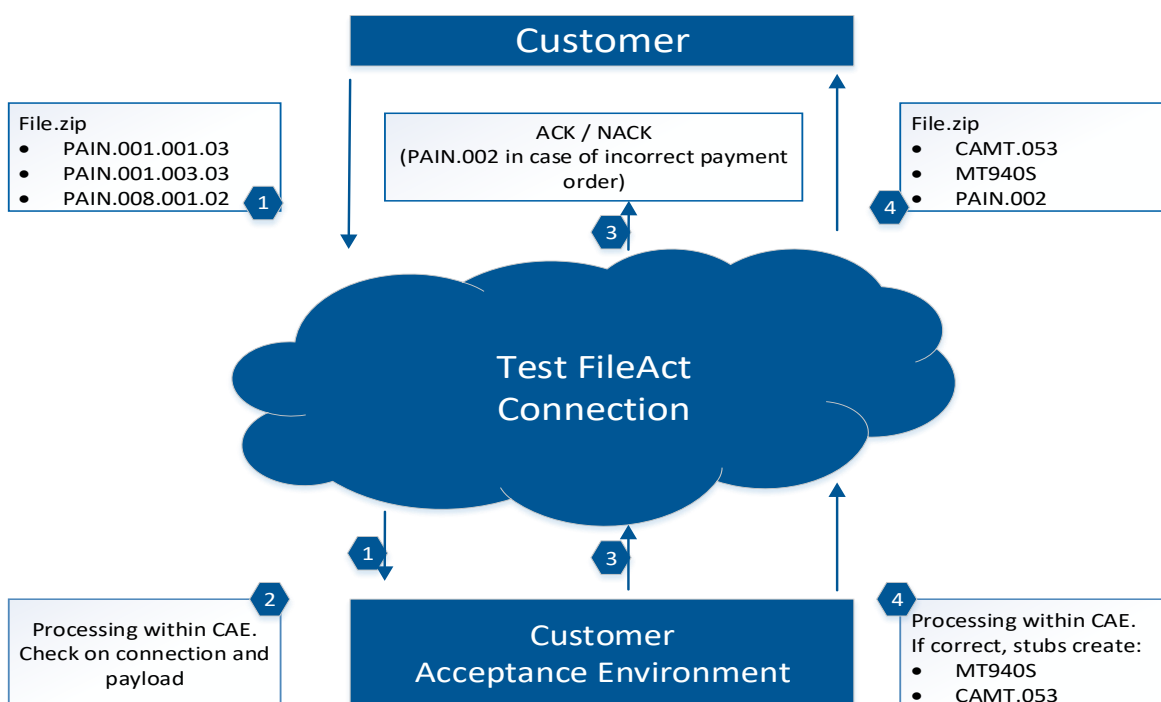 Customer
File.zip
• PAIN.001.001.03
• PAIN.001.003.03
• PAIN.008.001.02
1
ACK / NACK
(PAIN.002 in case of incorrect payment
order)
3
File.zip
• CAMT.053
• MT940S
• PAIN.002
4
Test FileAct
Connection
1
3
2
Processing within CAE.
Check on connection and
payload
Customer
Acceptance Environment
4
Processing within CAE.
If correct, stubs create:
• MT940S
• CAMT.053